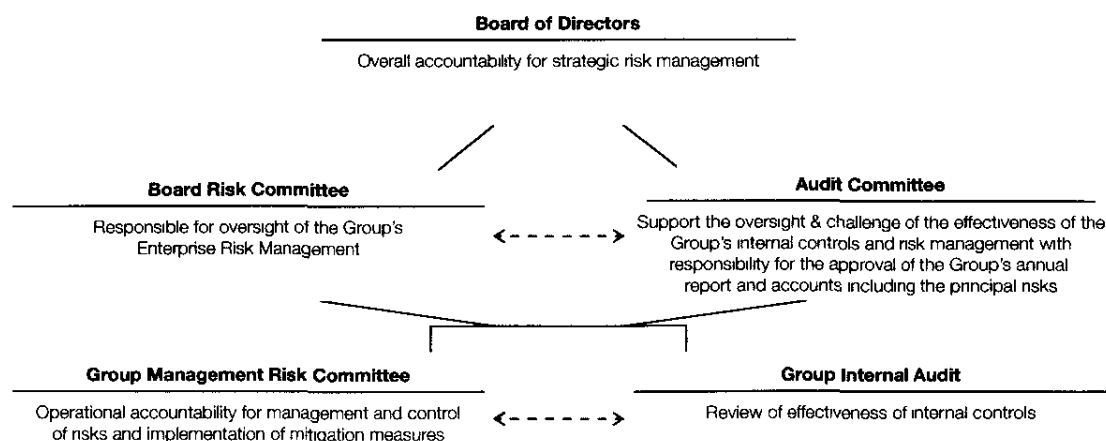 Board of Directors
Overall accountability for strategic risk management
Board Risk Committee
Responsible for oversight of the Group's
Enterprise Risk Management
Audit Committee
Support the oversight & challenge of the effectiveness of the
Group's internal controls and risk management with
responsibility for the approval of the Group's annual
report and accounts including the principal risks
Group Management Risk Committee
Operational accountability for management and control
of risks and implementation of mitigation measures
Group Internal Audit
Review of effectiveness of internal controls